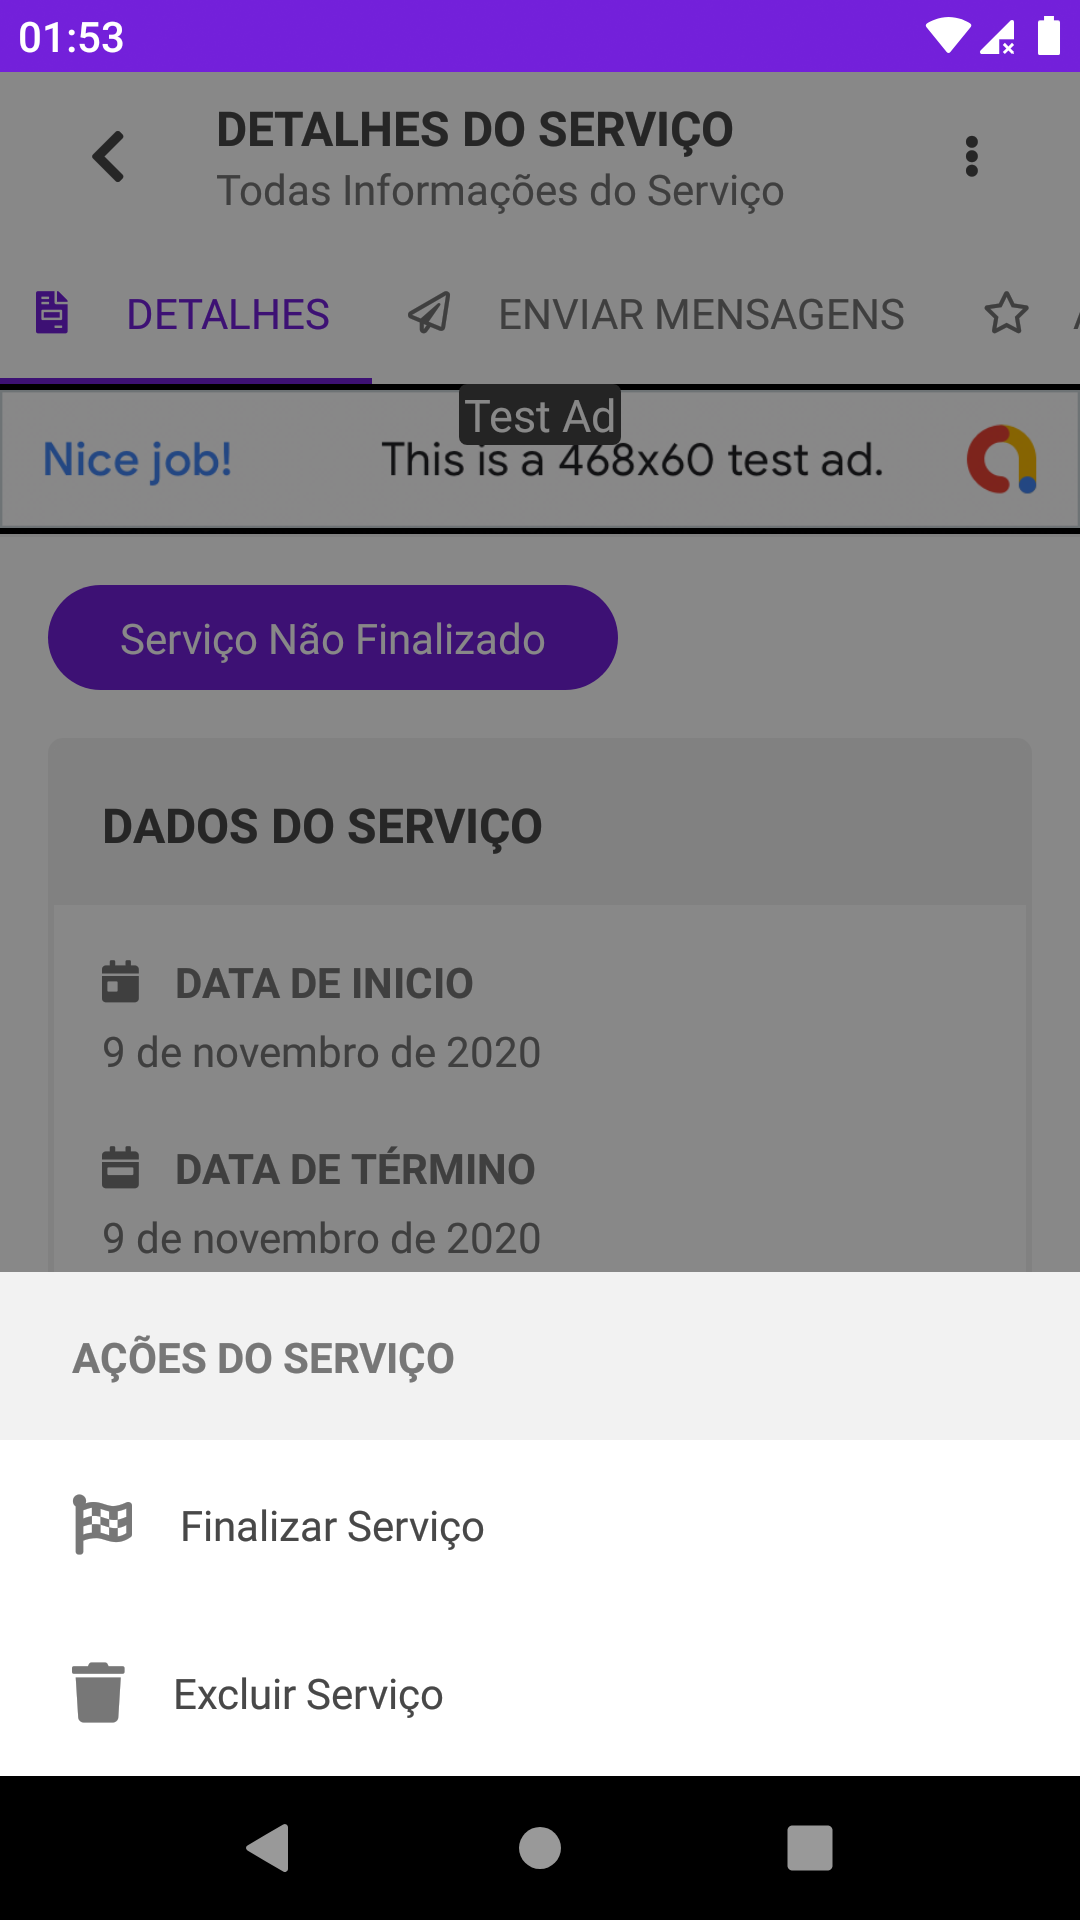 01:53
DETALHES DO SERVIÇO
Todas Informações do Serviço
DETALHES
ENVIAR MENSAGENS
Test Ad
Nice job!
This is a 468x60 test ad.
Serviço Não Finalizado
DADOS DO SERVIÇO
DATA DE INICIO
9 de novembro de 2020
DATA DE TÉRMINO
9 de novembro de 2020
AÇÕES DO SERVIÇO
Finalizar Serviço
Excluir Serviço